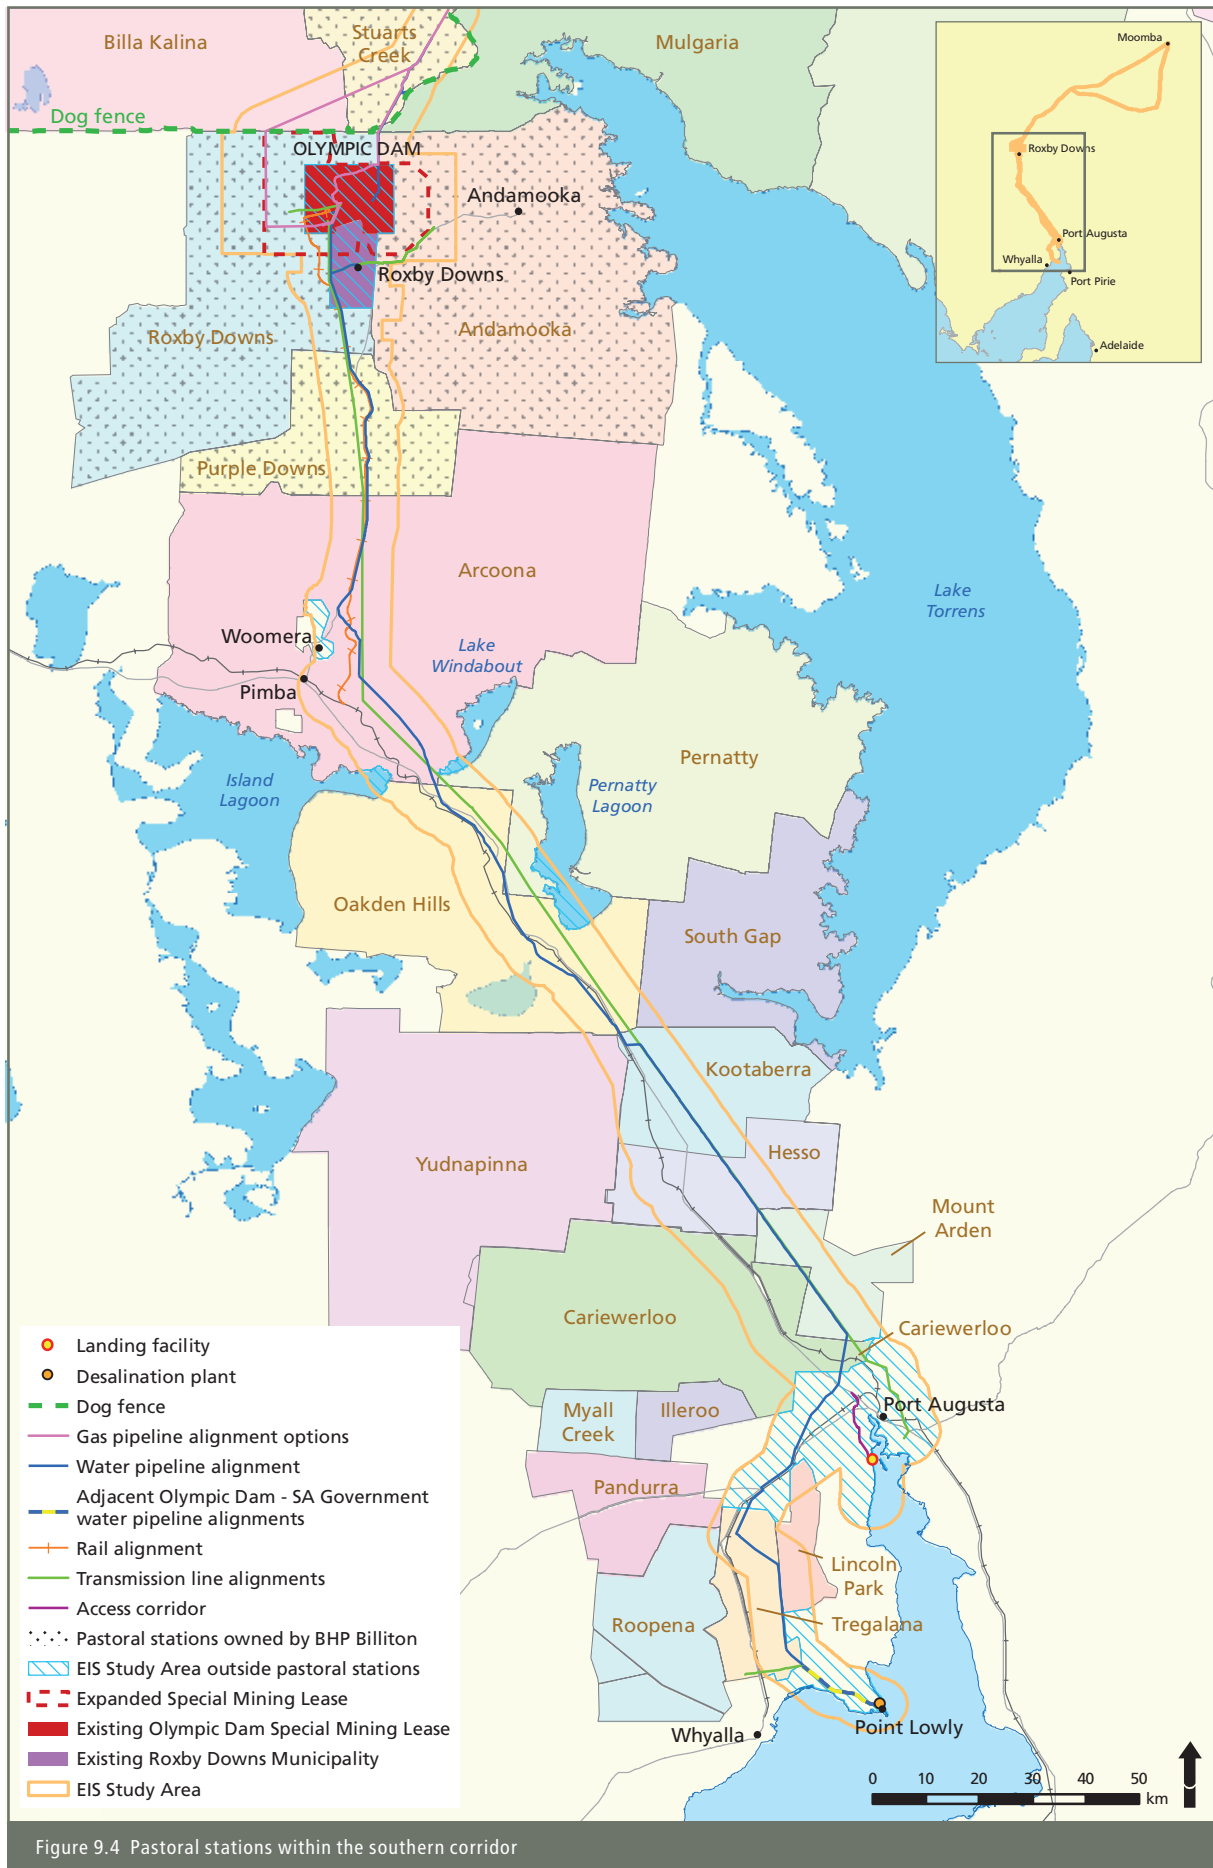 Billa Kalina
Stuarts
Creek
Mulgaria
Dog fence
OLYMPIC DAM
Andamooka
Roxby Downs
Roxby Downs
Andamooka
Purple Downs
Arcoona
Woomera
Pimba
Lake
Windabout
Lake
Torrens
Island
Lagoon
Pernatty
Lagoon
Pernatty
Oakden Hills
South Gap
Kootaberra
Hesso
Yudnapinna
Mount
Arden
Cariewerloo
Cariewerloo
Port Augusta
Myall
Creek
Illeroo
Pandurra
Lincoln
Park
Roopena
Tregalana
Whyalla
Point Lowly
Moomba
Roxby Downs
Port Augusta
Whyalla
Port Pirie
Adelaide
Landing facility
Desalination plant
Dog fence
Gas pipeline alignment options
Water pipeline alignment
Adjacent Olympic Dam - SA Government
water pipeline alignments
Rail alignment
Transmission line alignments
Access corridor
Pastoral stations owned by BHP Billiton
EIS Study Area outside pastoral stations
Expanded Special Mining Lease
Existing Olympic Dam Special Mining Lease
Existing Roxby Downs Municipality
EIS Study Area
0 10 20 30 40 50
km
Figure 9.4 Pastoral stations within the southern corridor